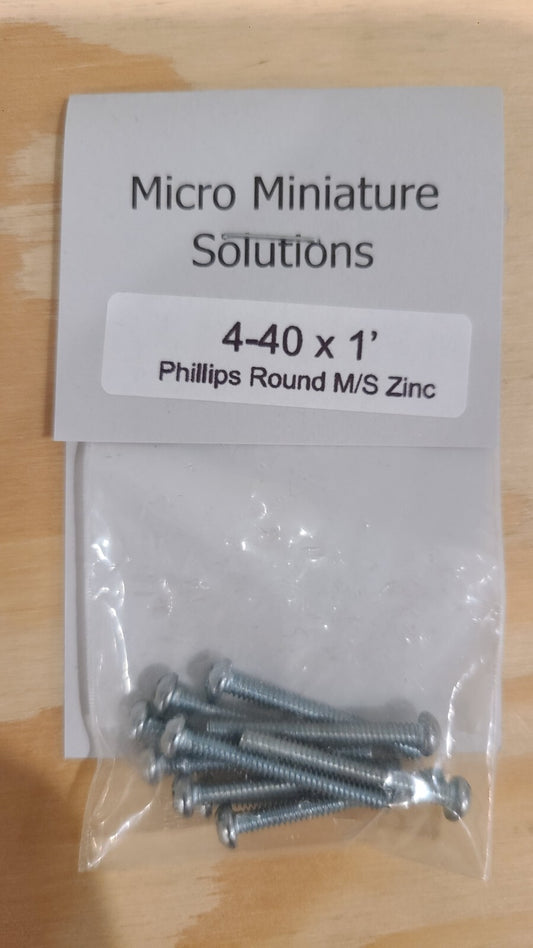 Micro Miniature
Solutions
4-40 x 1’
Phillips Round M/S Zinc